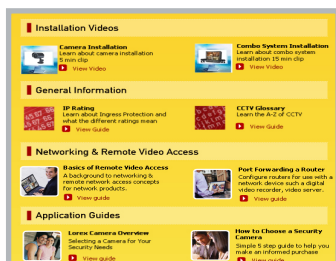 Installation Videos
Camera Installation
Learn about camera installation
5 min clip
View Video
Combo System Installation
Learn about combo system
installation 15 min clip
View Video
General Information
IP Rating
Learn about Ingress Protection and
what the different ratings mean
View Guide
CCTV Glossary
Learn the A-Z of CCTV
View Guide
Networking & Remote Video Access
Basics of Remote Video Access
A background to networking &
remote network access concepts
for network products.
View guide
Port Forwarding a Router
Configure routers for use with a
network device such a digital
video recorder, video server.
View guide
Application Guides
Lorex Camera Overview
Selecting a Camera for Your
Security Needs
View guide
How to Choose a Security
Camera
Simple 5 step guide to help you
make an informed purchase
View guide